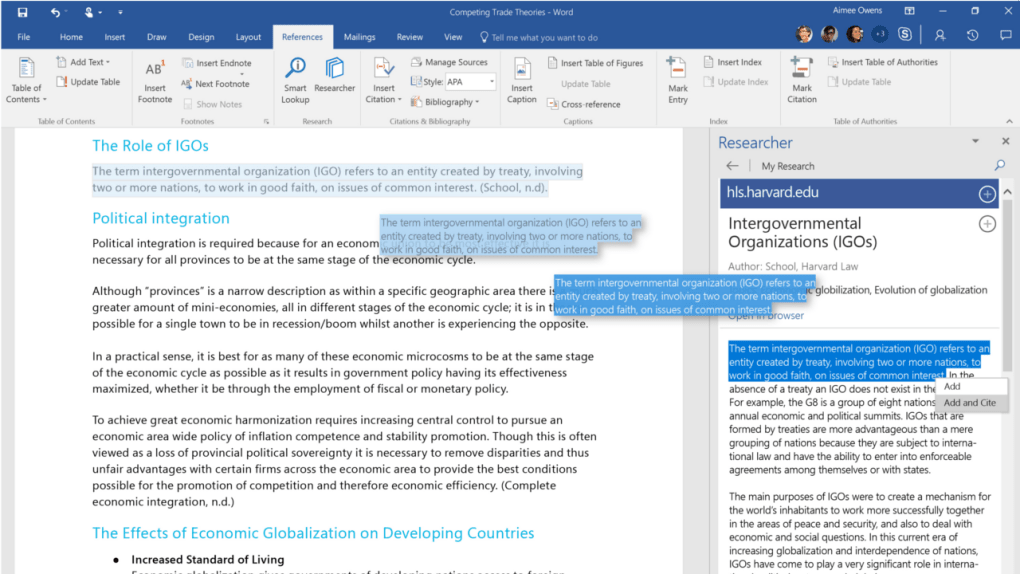 Competing Trade Theories - Word
Aimee Owens
File Home Insert Draw Design Layout References Mailings Review View Tell me what you want to do
+3
Table of Contents
Add Text
Update Table
Table of Contents
AB1
Insert Footnote
Insert Endnote
Next Footnote
Show Notes
Footnotes
Smart Lookup
Researcher
Research
Insert Citation
Manage Sources
Style: APA
Bibliography
Citations & Bibliography
Insert Caption
Insert Table of Figures
Update Table
Cross-reference
Captions
Mark Entry
Insert Index
Update Index
Index
Mark Citation
Insert Table of Authorities
Update Table
Table of Authorities
The Role of IGOs
The term intergovernmental organization (IGO) refers to an entity created by treaty, involving
two or more nations, to work in good faith, on issues of common interest. (School, n.d).
Political integration
Political integration is required because for an econom
necessary for all provinces to be at the same stage of the economic cycle.
The term intergovernmental organization (IGO) refers to an
entity created by treaty, involving two or more nations, to
work in good faith, on issues of common interest.
Although “provinces” is a narrow description as within a specific geographic area there is
greater amount of mini-economies, all in different stages of the economic cycle; it is in t
possible for a single town to be in recession/boom whilst another is experiencing the opposite.
The term intergovernmental organization (IGO) refers to an
entity created by treaty, involving two or more nations, to
work in good faith, on issues of common interest.
In a practical sense, it is best for as many of these economic microcosms to be at the same stage
of the economic cycle as possible as it results in government policy having its effectiveness
maximized, whether it be through the employment of fiscal or monetary policy.
To achieve great economic harmonization requires increasing central control to pursue an
economic area wide policy of inflation competence and stability promotion. Though this is often
viewed as a loss of provincial political sovereignty it is necessary to remove disparities and thus
unfair advantages with certain firms across the economic area to provide the best conditions
possible for the promotion of competition and therefore economic efficiency. (Complete
economic integration, n.d.)
The Effects of Economic Globalization on Developing Countries
● Increased Standard of Living
Researcher
My Research
hls.harvard.edu
Intergovernmental
Organizations (IGOs)
Author: School, Harvard Law
c globilization, Evolution of globalization
Open in browser
The term intergovernmental organization (IGO) refers to an
entity created by treaty, involving two or more nations, to
work in good faith, on issues of common interest. In the
absence of a treaty an IGO does not exist in the
For example, the G8 is a group of eight nations
annual economic and political summits. IGOs that are
formed by treaties are more advantageous than a mere
grouping of nations because they are subject to interna-
tional law and have the ability to enter into enforceable
agreements among themselves or with states.
Add
Add and Cite
The main purposes of IGOs were to create a mechanism for
the world's inhabitants to work more successfully together
in the areas of peace and security, and also to deal with
economic and social questions. In this current era of
increasing globalization and interdependence of nations,
IGOs have come to play a very significant role in interna-